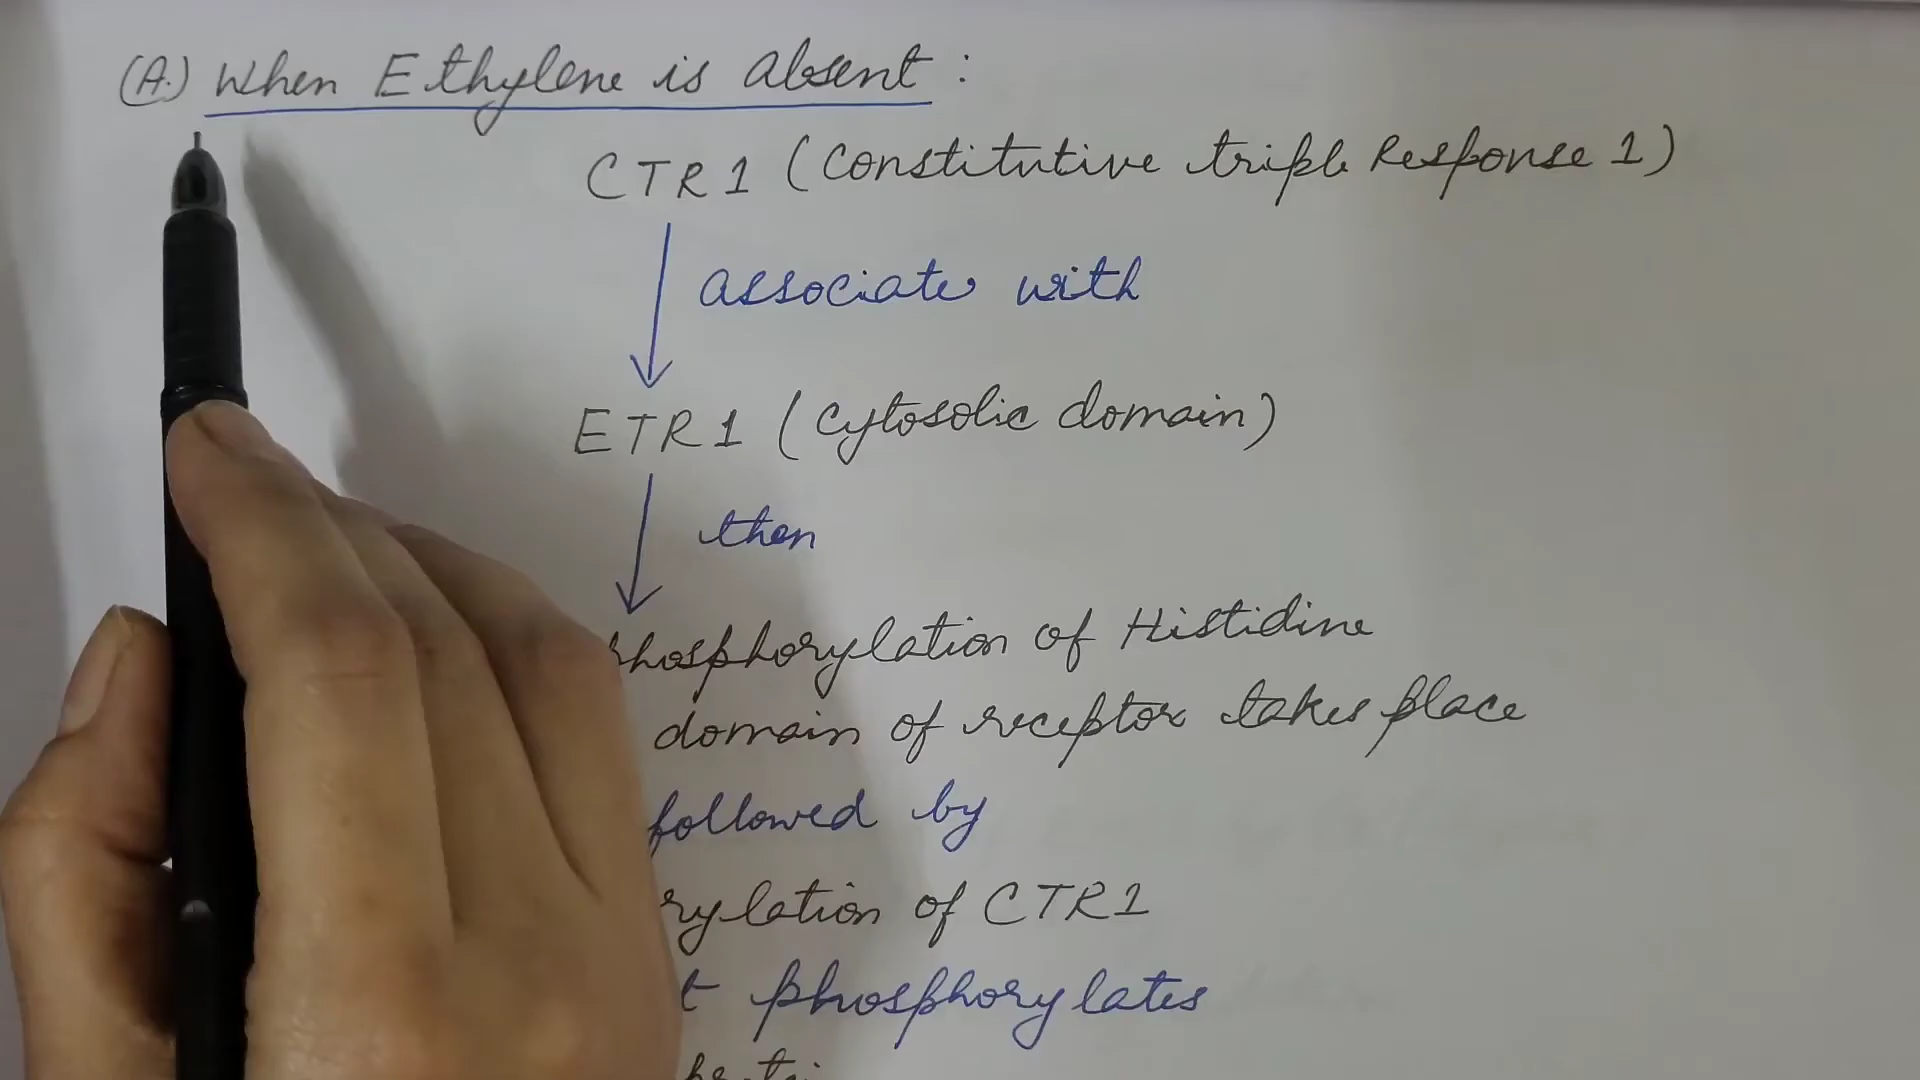 (A.) When Ethylene is absent :
CTR1 (Constitutive triple Response 1)
associate with
ETR1 (Cytosolic domain)
then
phosphorylation of Histidine
domain of receptor takes place
followed by
rylation of CTR1
t phosphorylates